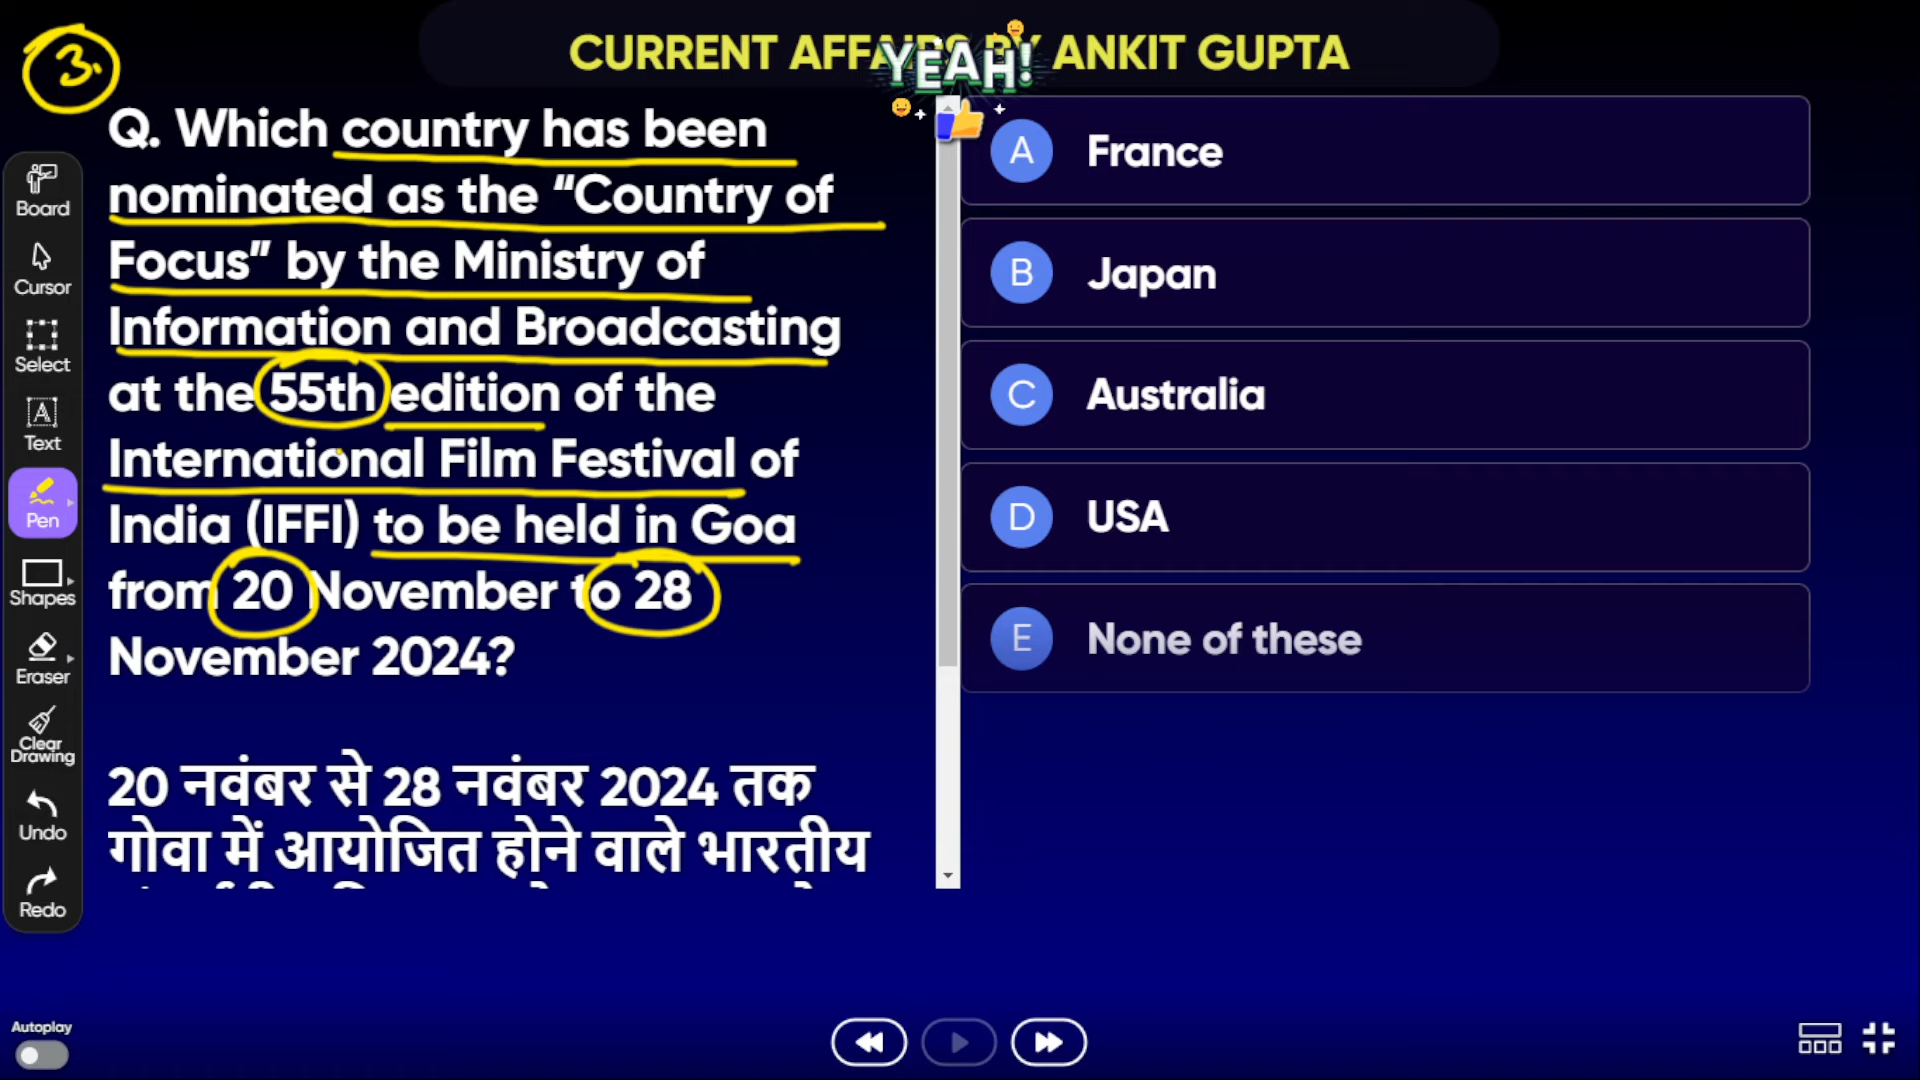 3.
CURRENT AFFAIRS BY ANKIT GUPTA
YEAH!
Q. Which country has been
nominated as the “Country of
Focus” by the Ministry of
Information and Broadcasting
at the 55th edition of the
International Film Festival of
India (IFFI) to be held in Goa
from 20 November to 28
November 2024?
20 नवंबर से 28 नवंबर 2024 तक
गोवा में आयोजित होने वाले भारतीय
A France
B Japan
C Australia
D USA
E None of these
Board
Cursor
Select
A
Text
Pen
Shapes
Eraser
Clear
Drawing
Undo
Redo
Autoplay